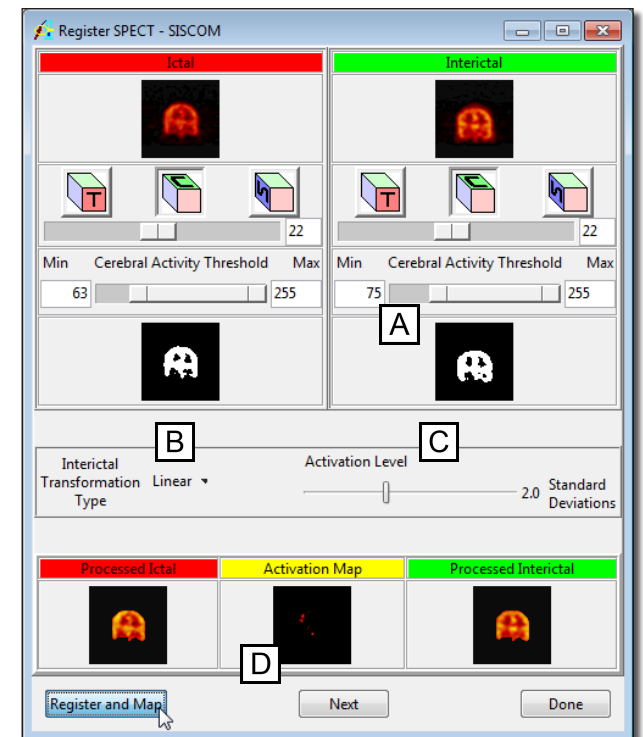 Register SPECT - SISCOM
Ictal
Interictal
T
T
22
22
Min Cerebral Activity Threshold Max
Min Cerebral Activity Threshold Max
63
255
75
255
A
B
C
Interictal
Transformation
Type
Linear
Activation Level
2.0
Standard
Deviations
Processed Ictal
Activation Map
Processed Interictal
D
Register and Map
Next
Done